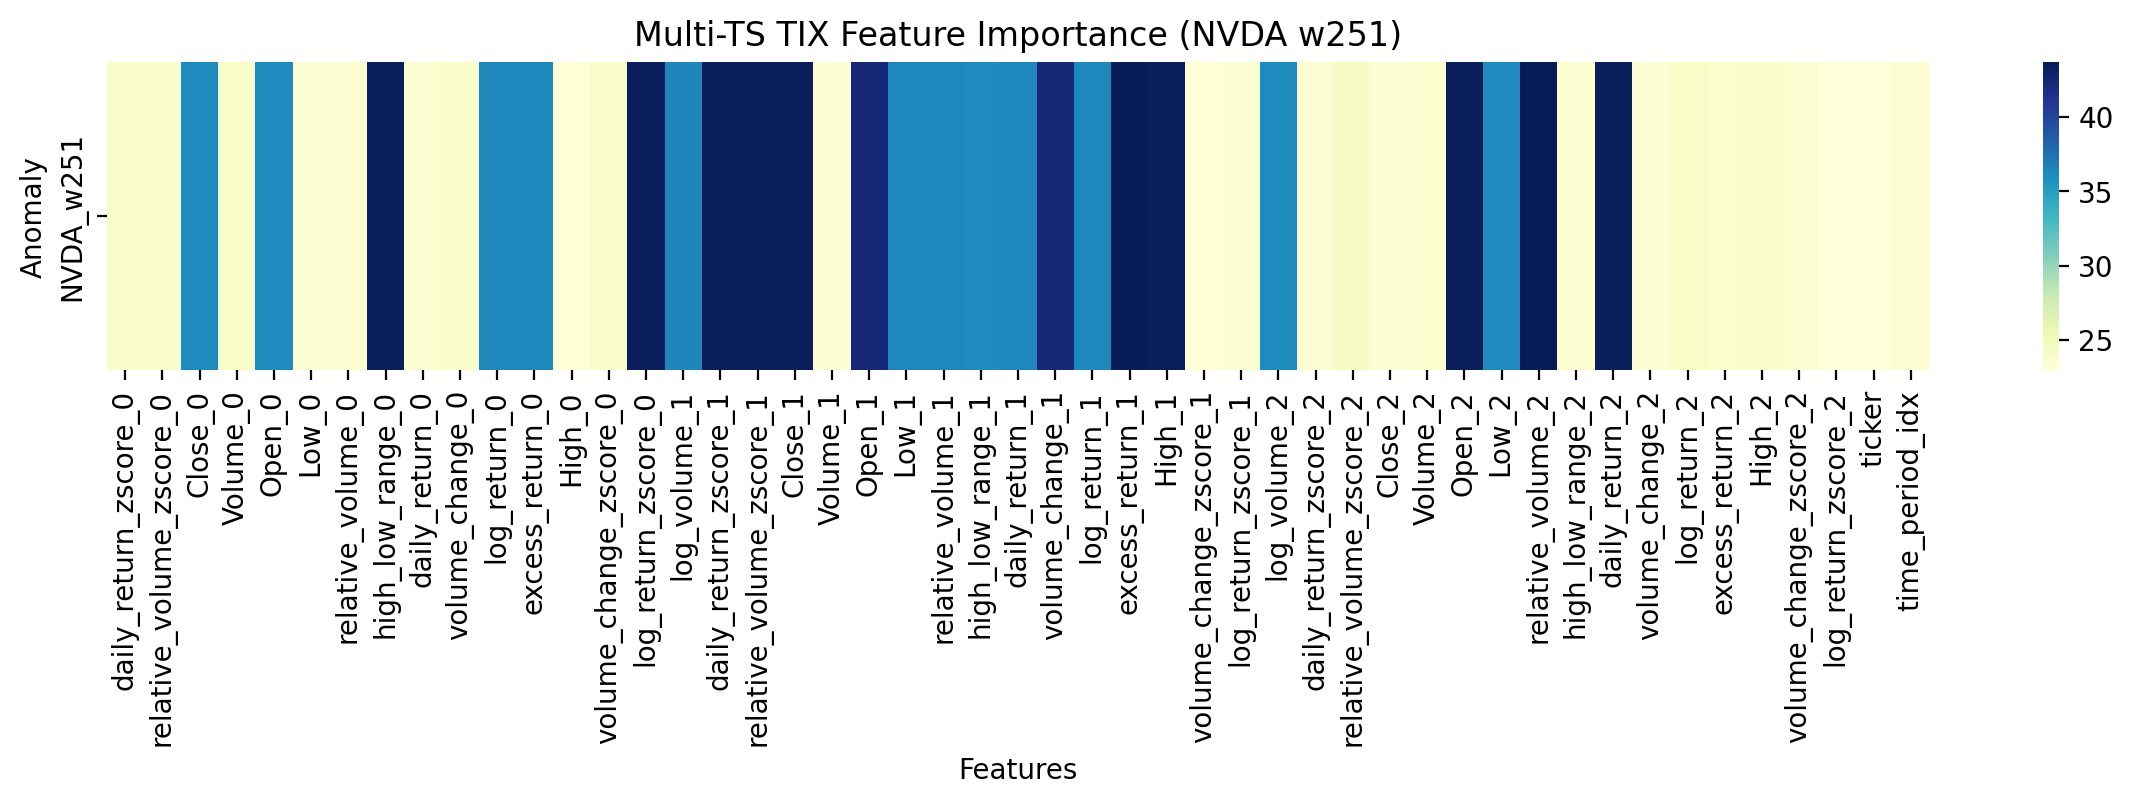 Multi-TS TIX Feature Importance (NVDA w251)
Anomaly
NVDA_w251
40
35
30
25
daily_return_zscore_0
relative_volume_zscore_0
Close_0
Volume_0
Open_0
Low_0
relative_volume_0
high_low_range_0
daily_return_0
volume_change_0
log_return_0
excess_return_0
High_0
volume_change_zscore_0
log_return_zscore_0
log_volume_1
daily_return_zscore_1
relative_volume_zscore_1
Close_1
Volume_1
Open_1
Low_1
relative_volume_1
high_low_range_1
daily_return_1
volume_change_1
log_return_1
excess_return_1
High_1
volume_change_zscore_1
log_return_zscore_1
log_volume_2
daily_return_zscore_2
relative_volume_zscore_2
Close_2
Volume_2
Open_2
Low_2
relative_volume_2
high_low_range_2
daily_return_2
volume_change_2
log_return_2
excess_return_2
High_2
volume_change_zscore_2
log_return_zscore_2
ticker
time_period_idx
Features